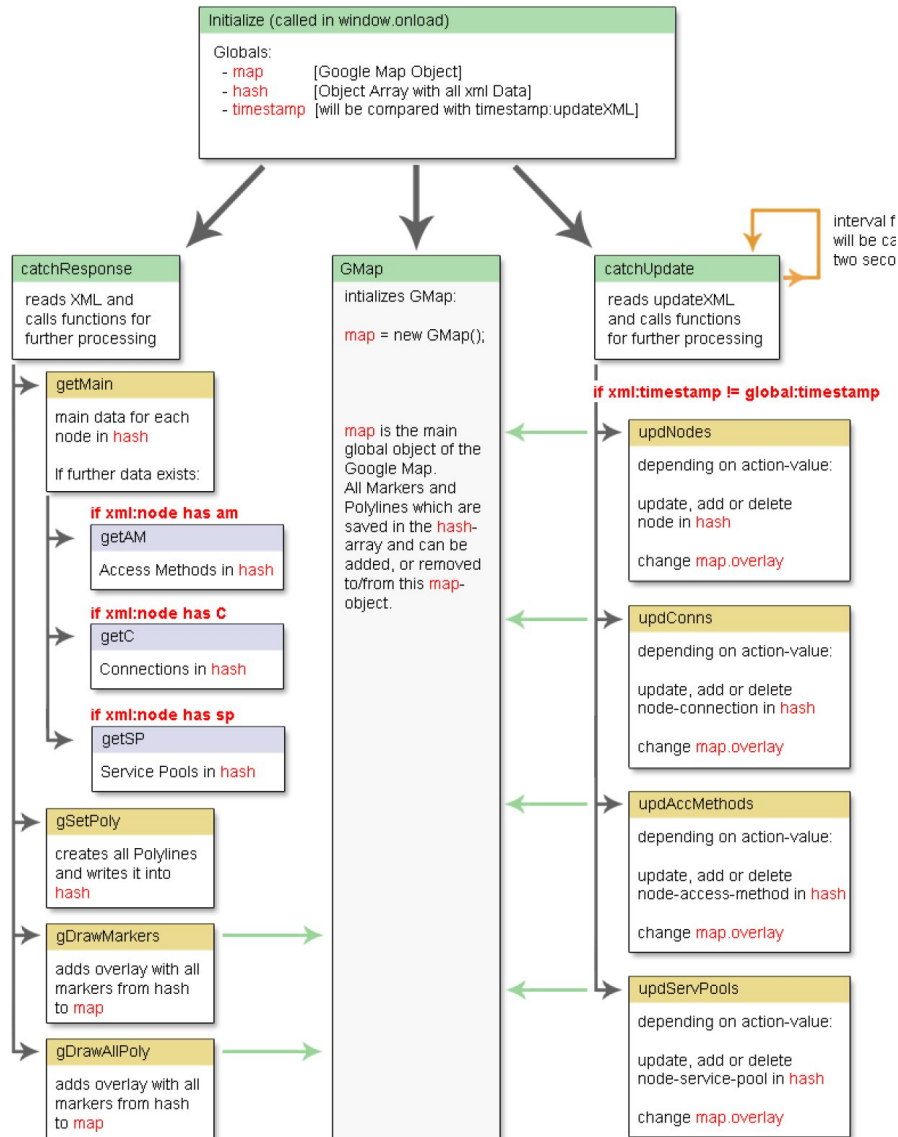 Initialize (called in window.onload)
Globals:
- map [Google Map Object]
- hash [Object Array with all xml Data]
- timestamp [will be compared with timestamp:updateXML]
interval f
will be ca
two seco
catchResponse
reads XML and
calls functions for
further processing
getMain
main data for each
node in hash
If further data exists:
if xml:node has am
getAM
Access Methods in hash
if xml:node has C
getC
Connections in hash
if xml:node has sp
getSP
Service Pools in hash
gSetPoly
creates all Polylines
and writes it into
hash
gDrawMarkers
adds overlay with all
markers from hash
to map
gDrawAllPoly
adds overlay with all
markers from hash
to map
GMap
intializes GMap:
map = new GMap();
map is the main
global object of the
Google Map.
All Markers and
Polylines which are
saved in the hash-
array and can be
added, or removed
to/from this map-
object.
catchUpdate
reads updateXML
and calls functions
for further processing
if xml:timestamp != global:timestamp
updNodes
depending on action-value:
update, add or delete
node in hash
change map.overlay
updConns
depending on action-value:
update, add or delete
node-connection in hash
change map.overlay
updAccMethods
depending on action-value:
update, add or delete
node-access-method in hash
change map.overlay
updServPools
depending on action-value:
update, add or delete
node-service-pool in hash
change map.overlay